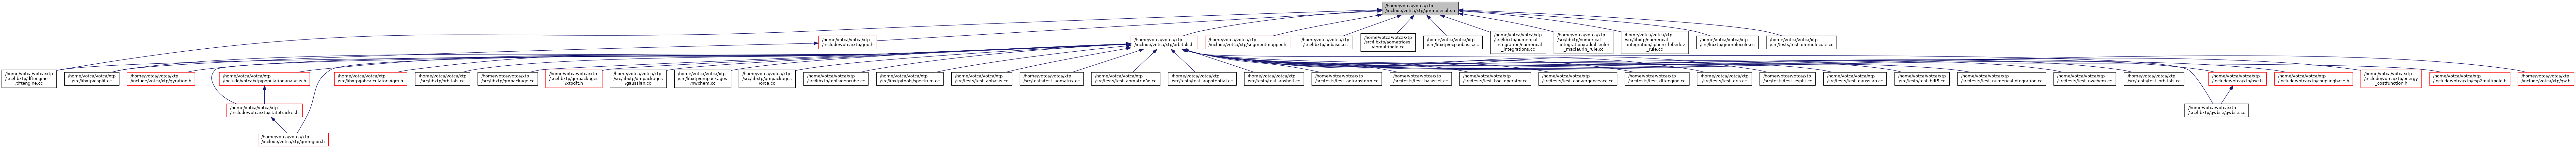 /home/votca/votca/xtp
/include/votca/xtp/qmmolecule.h
/home/votca/votca/xtp
/include/votca/xtp/grid.h
/home/votca/votca/xtp
/include/votca/xtp/orbitals.h
/home/votca/votca/xtp
/include/votca/xtp/segmentmapper.h
/home/votca/votca/xtp
/src/libxtp/aobasis.cc
/home/votca/votca/xtp
/src/libxtp/aomatrices
/aomultipole.cc
/home/votca/votca/xtp
/src/libxtp/ecpaobasis.cc
/home/votca/votca/xtp
/src/libxtp/numerical
_integration/numerical
_integrations.cc
/home/votca/votca/xtp
/src/libxtp/numerical
_integration/radial_euler
_maclaurin_rule.cc
/home/votca/votca/xtp
/src/libxtp/numerical
_integration/sphere_lebedev
_rule.cc
/home/votca/votca/xtp
/src/libxtp/qmmolecule.cc
/home/votca/votca/xtp
/src/tests/test_qmmolecule.cc
/home/votca/votca/xtp
/src/libxtp/dftengine
/dftengine.cc
/home/votca/votca/xtp
/src/libxtp/espfit.cc
/home/votca/votca/xtp
/include/votca/xtp/gyration.h
/home/votca/votca/xtp
/include/votca/xtp/populationanalysis.h
/home/votca/votca/xtp
/src/libxtp/jobcalculators/iqm.h
/home/votca/votca/xtp
/src/libxtp/orbitals.cc
/home/votca/votca/xtp
/src/libxtp/qmpackage.cc
/home/votca/votca/xtp
/src/libxtp/qmpackages
/xtpdft.h
/home/votca/votca/xtp
/src/libxtp/qmpackages
/gaussian.cc
/home/votca/votca/xtp
/src/libxtp/qmpackages
/nwchem.cc
/home/votca/votca/xtp
/src/libxtp/qmpackages
/orca.cc
/home/votca/votca/xtp
/src/libxtp/tools/gencube.cc
/home/votca/votca/xtp
/src/libxtp/tools/spectrum.cc
/home/votca/votca/xtp
/src/tests/test_aobasis.cc
/home/votca/votca/xtp
/src/tests/test_aomatrix.cc
/home/votca/votca/xtp
/src/tests/test_aomatrix3d.cc
/home/votca/votca/xtp
/src/tests/test_aopotential.cc
/home/votca/votca/xtp
/src/tests/test_aoshell.cc
/home/votca/votca/xtp
/src/tests/test_aotransform.cc
/home/votca/votca/xtp
/src/tests/test_basisset.cc
/home/votca/votca/xtp
/src/tests/test_bse_operator.cc
/home/votca/votca/xtp
/src/tests/test_convergenceacc.cc
/home/votca/votca/xtp
/src/tests/test_dftengine.cc
/home/votca/votca/xtp
/src/tests/test_eris.cc
/home/votca/votca/xtp
/src/tests/test_espfit.cc
/home/votca/votca/xtp
/src/tests/test_gaussian.cc
/home/votca/votca/xtp
/src/tests/test_hdf5.cc
/home/votca/votca/xtp
/src/tests/test_numericalintegration.cc
/home/votca/votca/xtp
/src/tests/test_nwchem.cc
/home/votca/votca/xtp
/src/tests/test_orbitals.cc
/home/votca/votca/xtp
/include/votca/xtp/bse.h
/home/votca/votca/xtp
/include/votca/xtp/couplingbase.h
/home/votca/votca/xtp
/include/votca/xtp/energy
_costfunction.h
/home/votca/votca/xtp
/include/votca/xtp/esp2multipole.h
/home/votca/votca/xtp
/include/votca/xtp/gw.h
/home/votca/votca/xtp
/include/votca/xtp/statetracker.h
/home/votca/votca/xtp
/src/libxtp/gwbse/gwbse.cc
/home/votca/votca/xtp
/include/votca/xtp/qmregion.h